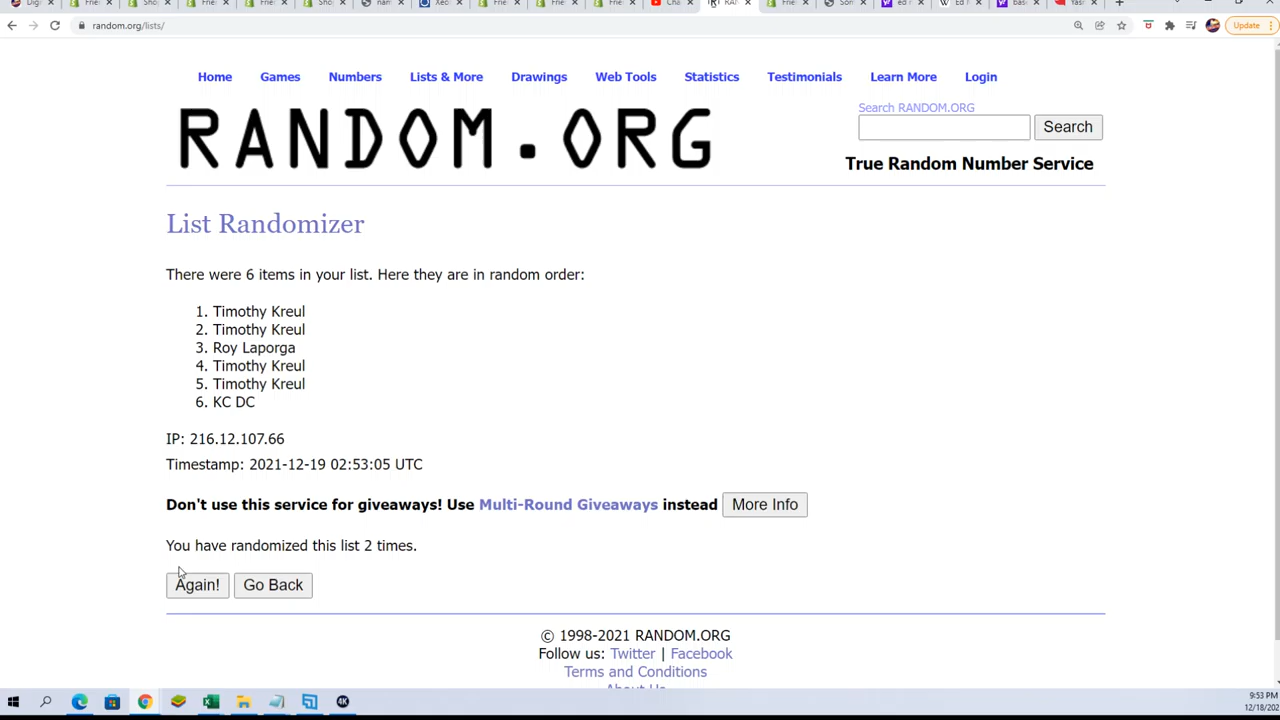 random.org/lists/
Update
Home Games Numbers Lists & More Drawings Web Tools Statistics Testimonials Learn More Login
RANDOM.ORG
Search RANDOM.ORG
Search
True Random Number Service
List Randomizer
There were 6 items in your list. Here they are in random order:
1. Timothy Kreul
2. Timothy Kreul
3. Roy Laporga
4. Timothy Kreul
5. Timothy Kreul
6. KC DC
IP: 216.12.107.66
Timestamp: 2021-12-19 02:53:05 UTC
Don't use this service for giveaways! Use Multi-Round Giveaways instead More Info
You have randomized this list 2 times.
Again! Go Back
© 1998-2021 RANDOM.ORG
Follow us: Twitter | Facebook
Terms and Conditions
About Us
9:53 PM
12/18/202